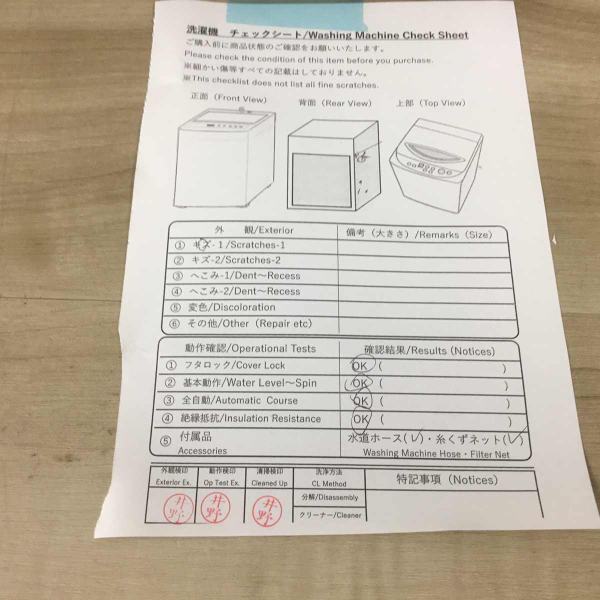 洗濯機　チェックシート/Washing Machine Check Sheet
ご購入前に商品状態のご確認をお願いいたします。
Please check the condition of this item before you purchase.
※細かい傷等すべての記載はしておりません。
※This checklist does not list all fine scratches.
正面（Front View） 背面（Rear View） 上部（Top View）
外　観/Exterior 備考（大きさ）/Remarks（Size）
① キズ-1/Scratches-1
② キズ-2/Scratches-2
③ へこみ-1/Dent～Recess
④ へこみ-2/Dent～Recess
⑤ 変色/Discoloration
⑥ その他/Other（Repair etc）
動作確認/Operational Tests 確認結果/Results (Notices)
① フタロック/Cover Lock OK (　　　)
② 基本動作/Water Level～Spin OK (　　　)
③ 全自動/Automatic Course OK (　　　)
④ 絶縁抵抗/Insulation Resistance OK (　　　)
⑤ 付属品 水道ホース(✓)・糸くずネット(✓)
Accessories Washing Machine Hose・Filter Net
外観検印 動作検印 清掃検印 洗浄方法 特記事項（Notices）
Exterior Ex. Op Test Ex. Cleaned Up CL Method
井野 井野 井野 分解/Disassembly
クリーナー/Cleaner